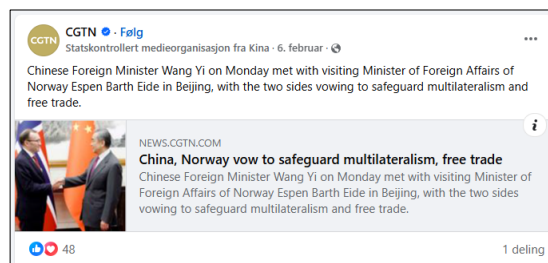 CGTN
CGTN · Følg
Statskontrollert medieorganisasjon fra Kina · 6. februar ·
Chinese Foreign Minister Wang Yi on Monday met with visiting Minister of Foreign Affairs of
Norway Espen Barth Eide in Beijing, with the two sides vowing to safeguard multilateralism and
free trade.
NEWS.CGTN.COM
China, Norway vow to safeguard multilateralism, free trade
Chinese Foreign Minister Wang Yi on Monday met with visiting Minister of
Foreign Affairs of Norway Espen Barth Eide in Beijing, with the two sides
vowing to safeguard multilateralism and free trade.
48
1 deling